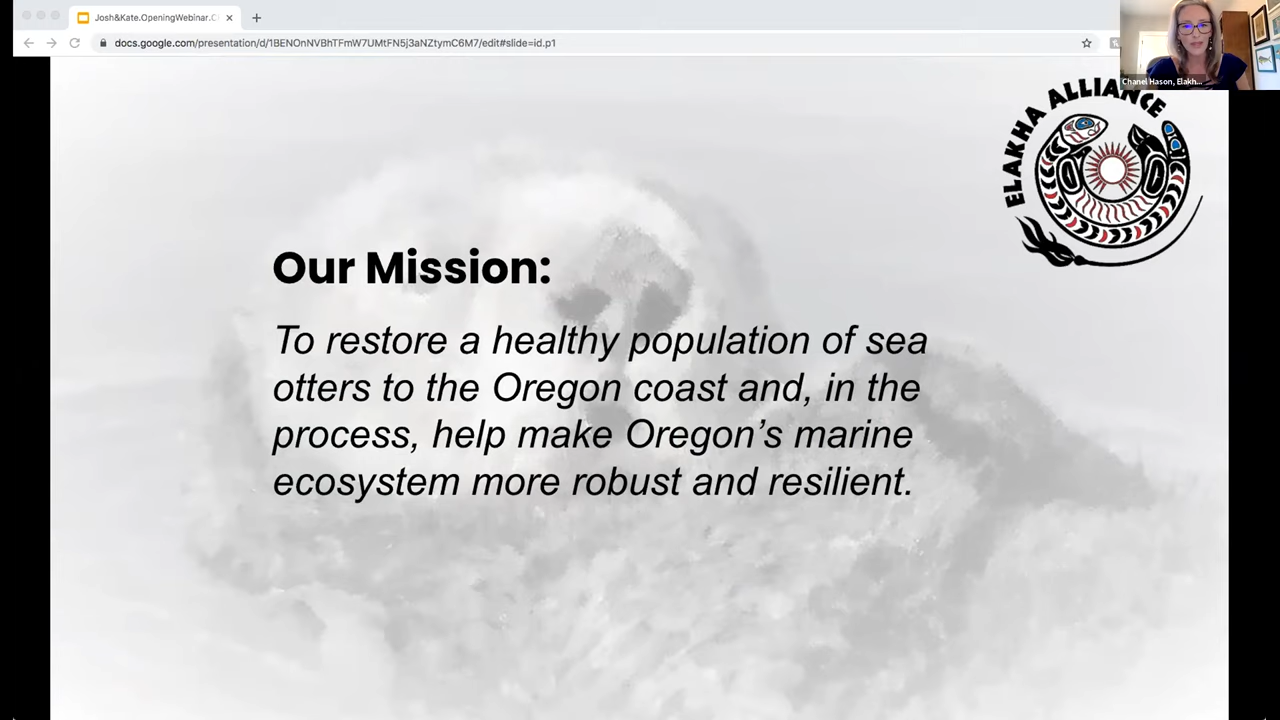 Josh&Kate.OpeningWebinar.C
docs.google.com/presentation/d/1BENOnNVBhTFmW7UMtFN5j3aNZtymC6M7/edit#slide=id.p1
Chanel Hason, Elakh...
ELAKHA ALLIANCE
Our Mission:
To restore a healthy population of sea
otters to the Oregon coast and, in the
process, help make Oregon’s marine
ecosystem more robust and resilient.